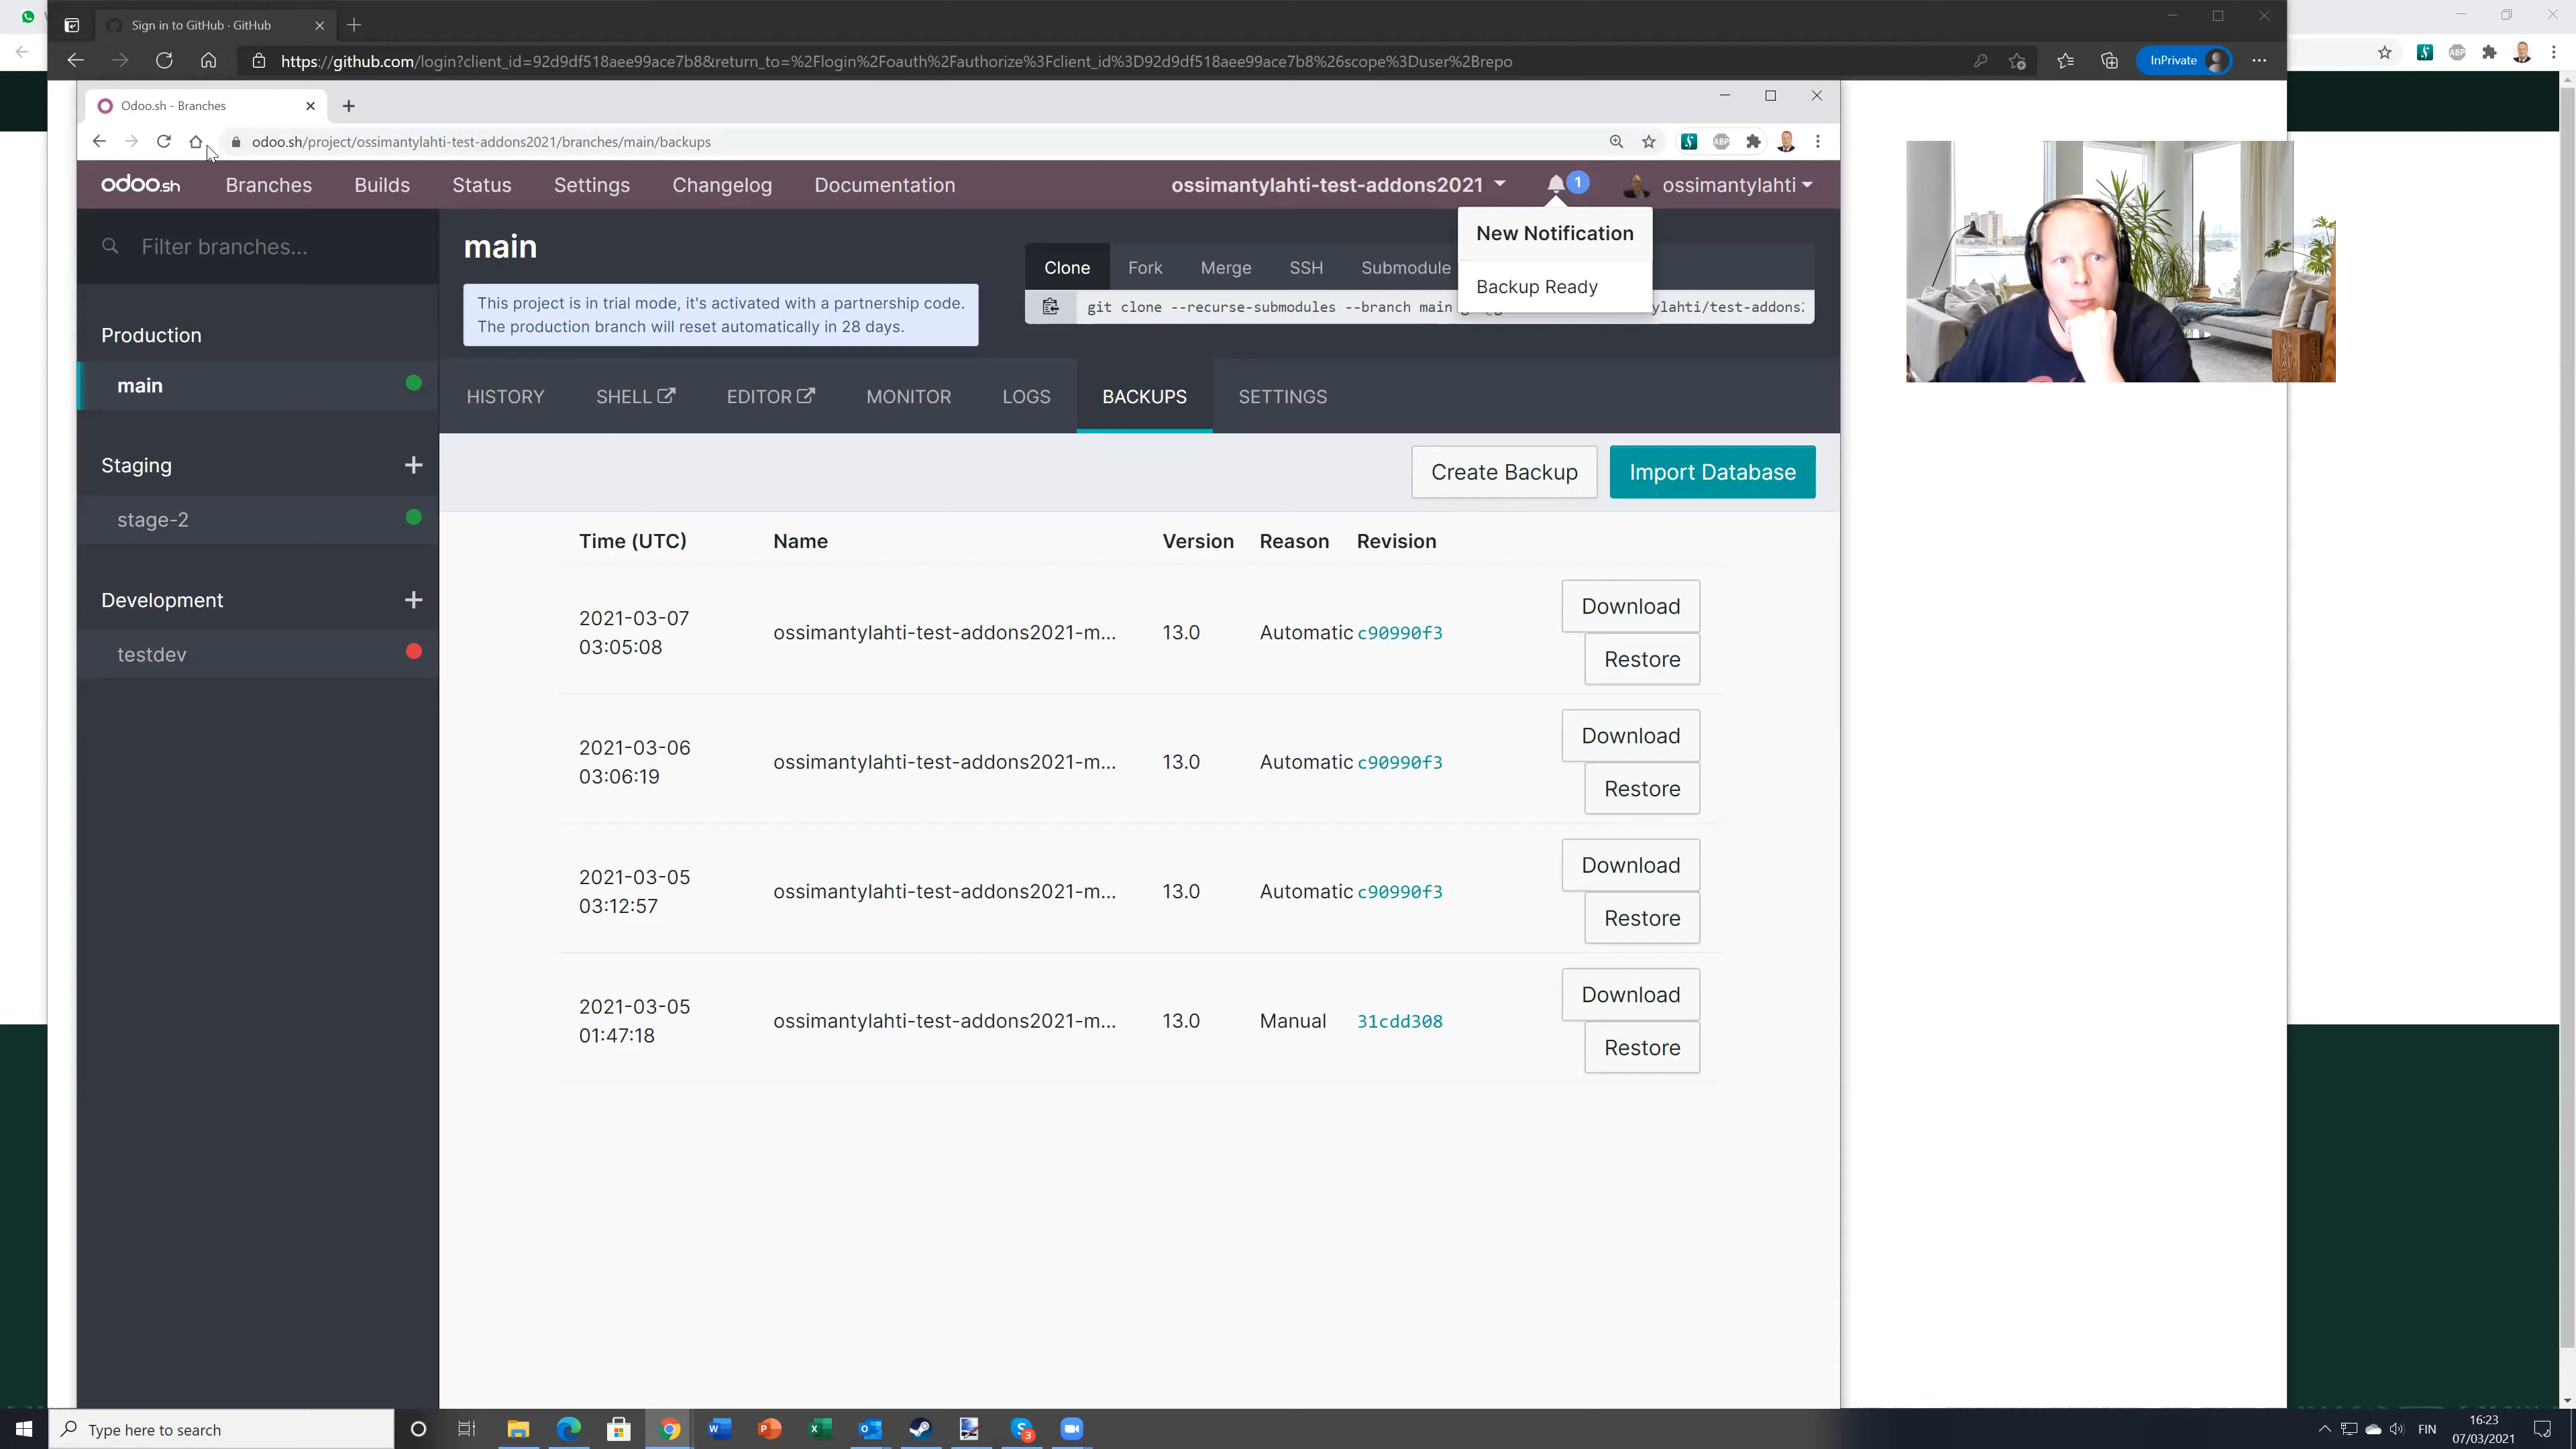 Sign in to GitHub · GitHub
https://github.com/login?client_id=92d9df518aee99ace7b8&return_to=%2Flogin%2Foauth%2Fauthorize%3Fclient_id%3D92d9df518aee99ace7b8%26scope%3Duser%2Brepo
InPrivate
ABP
Odoo.sh - Branches
odoo.sh/project/ossimantylahti-test-addons2021/branches/main/backups
ABP
odoo.sh
Branches
Builds
Status
Settings
Changelog
Documentation
ossimantylahti-test-addons2021
1
ossimantylahti
Filter branches...
main
New Notification
Backup Ready
Clone
Fork
Merge
SSH
Submodule
This project is in trial mode, it's activated with a partnership code.
The production branch will reset automatically in 28 days.
git clone --recurse-submodules --branch main
ylahti/test-addons
Production
main
Staging
stage-2
Development
testdev
HISTORY
SHELL
EDITOR
MONITOR
LOGS
BACKUPS
SETTINGS
Create Backup
Import Database
Time (UTC)
Name
Version
Reason
Revision
2021-03-07
03:05:08
ossimantylahti-test-addons2021-m...
13.0
Automatic
c90990f3
Download
Restore
2021-03-06
03:06:19
ossimantylahti-test-addons2021-m...
13.0
Automatic
c90990f3
Download
Restore
2021-03-05
03:12:57
ossimantylahti-test-addons2021-m...
13.0
Automatic
c90990f3
Download
Restore
2021-03-05
01:47:18
ossimantylahti-test-addons2021-m...
13.0
Manual
31cdd308
Download
Restore
Type here to search
3
FIN
16:23
07/03/2021